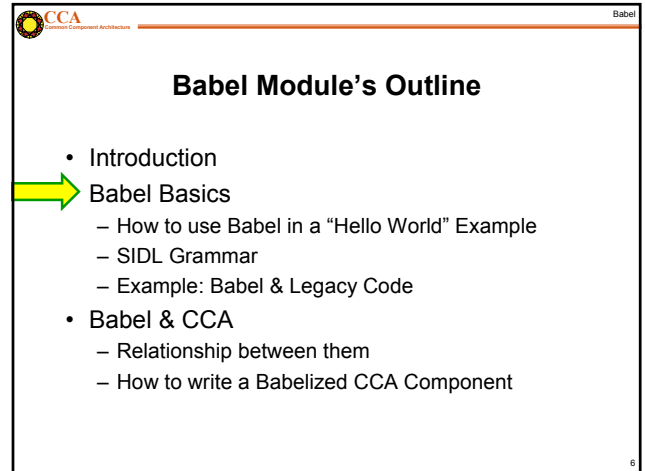 CCA
Common Component Architecture
Babel
Babel Module's Outline
• Introduction
Babel Basics
– How to use Babel in a "Hello World" Example
– SIDL Grammar
– Example: Babel & Legacy Code
• Babel & CCA
– Relationship between them
– How to write a Babelized CCA Component
6